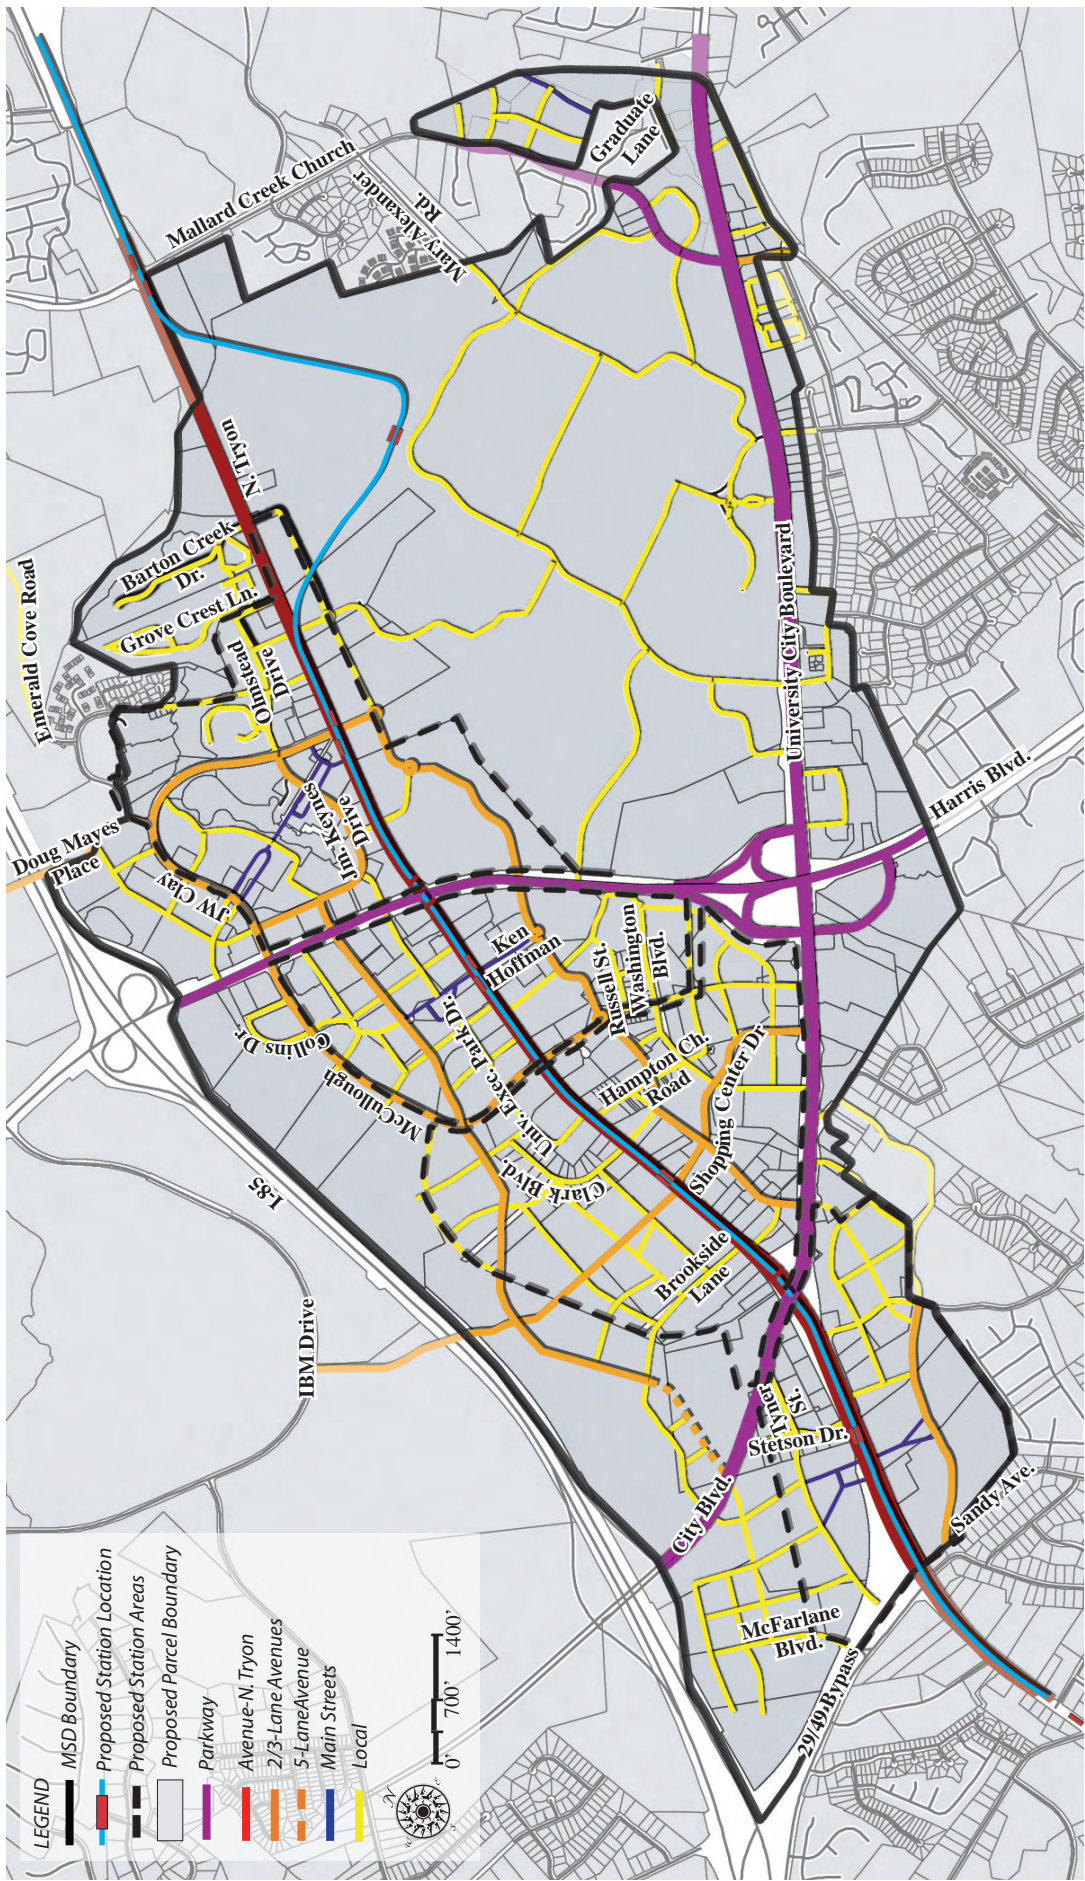 Mallard Creek Church
Mary Alexander
Rd.
Graduate
Lane
N. Tryon
Barton Creek
Dr.
Grove Crest Ln.
Emerald Cove Road
Olmstead
Drive
Jm. Keynes
Drive
Doug Mayes
Place
JW Clay
University City Boulevard
Harris Blvd.
Ken
Hoffman
Russell St.
Washington
Blvd.
Collins Dr.
McCullough
Univ. Exec. Park Dr.
Hampton Ch.
Road
Shopping Center Dr.
Clark Blvd.
I-85
IBM Drive
Brookside
Lane
Tyner
St.
Stetson Dr.
City Blvd.
Sandy Ave.
McFarlane
Blvd.
29/49 Bypass
LEGEND
MSD Boundary
Proposed Station Location
Proposed Station Areas
Proposed Parcel Boundary
Parkway
Avenue-N. Tryon
2/3-Lane Avenues
5-LaneAvenue
Main Streets
Local
0' 700' 1400'
N